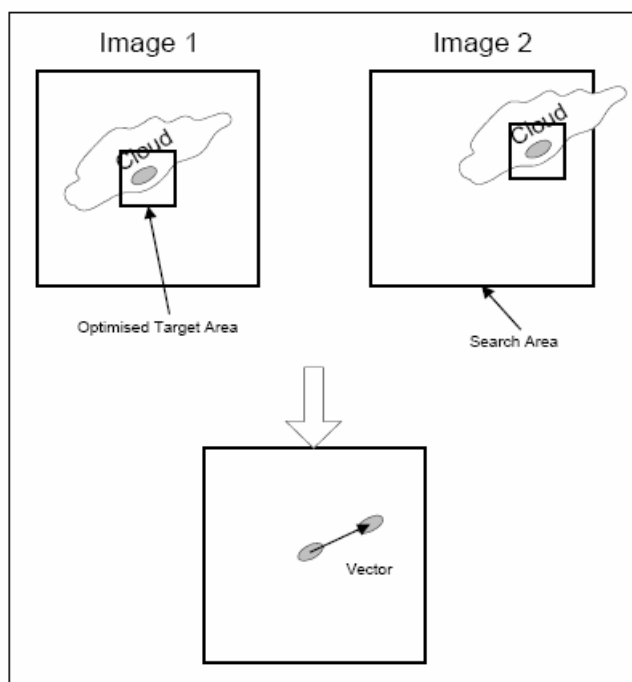 Image 1
Image 2
Cloud
Cloud
Optimised Target Area
Search Area
Vector